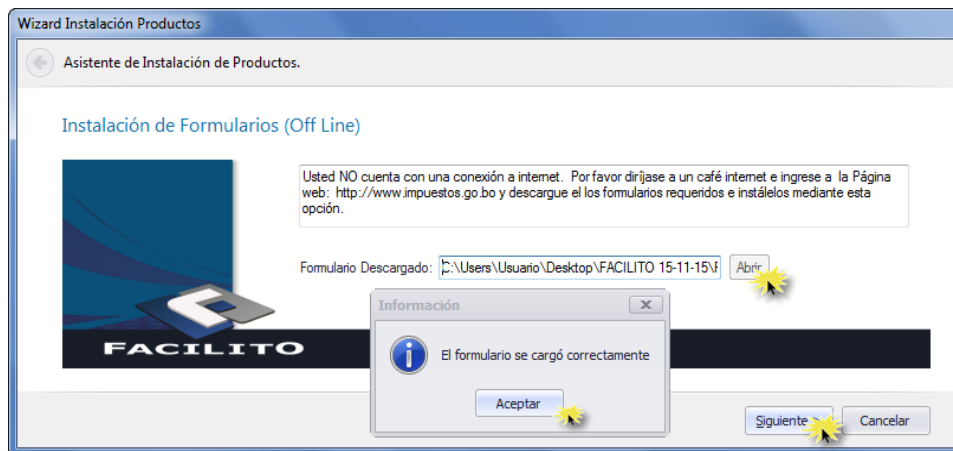 Wizard Instalación Productos
Asistente de Instalación de Productos.
Instalación de Formularios (Off Line)
Usted NO cuenta con una conexión a internet. Por favor diríjase a un café internet e ingrese a la Página
web: http://www.impuestos.go.bo y descargue el los formularios requeridos e instálelos mediante esta
opción.
Formulario Descargado: C:\Users\Usuario\Desktop\FACILITO 15-11-15\F Abrir
Información
El formulario se cargó correctamente
FACILITO
Aceptar
Siguiente > Cancelar